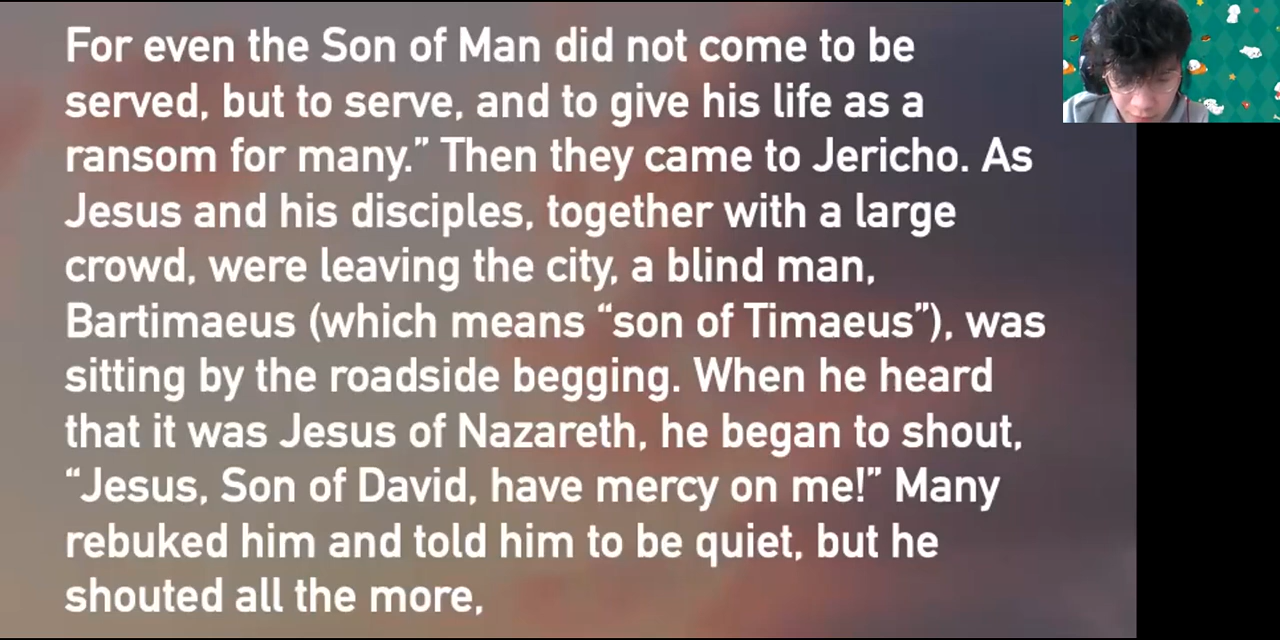 For even the Son of Man did not come to be
served, but to serve, and to give his life as a
ransom for many.” Then they came to Jericho. As
Jesus and his disciples, together with a large
crowd, were leaving the city, a blind man,
Bartimaeus (which means “son of Timaeus”), was
sitting by the roadside begging. When he heard
that it was Jesus of Nazareth, he began to shout,
“Jesus, Son of David, have mercy on me!” Many
rebuked him and told him to be quiet, but he
shouted all the more,